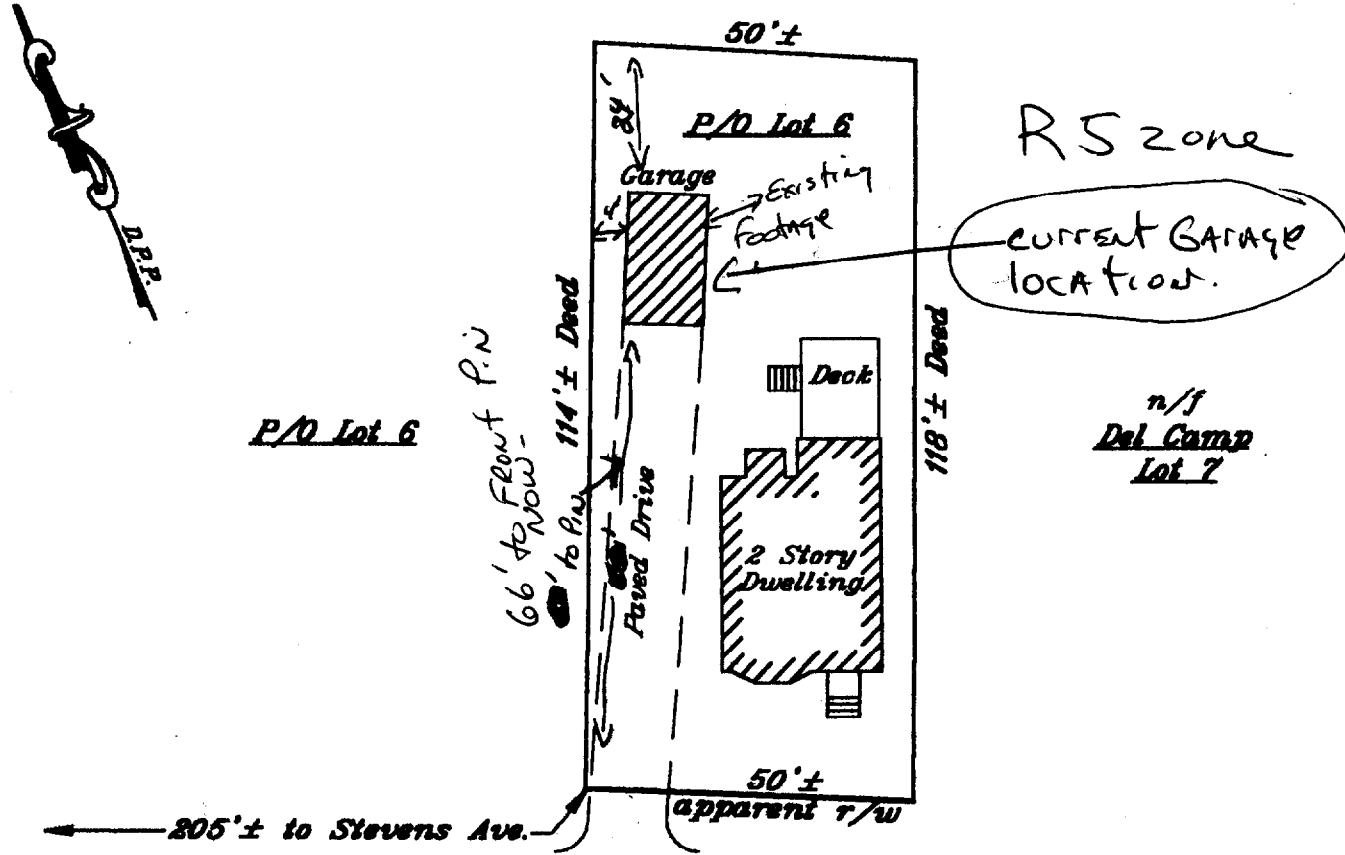 50'±
24'
P/O Lot 6
R5 zone
Garage
Existing
Footage
CURRENT GARAGE
LOCATION.
D.P.P.
114'± Deed
118'± Deed
Deck
P/O Lot 6
n/f
Del Camp
Lot 7
66' to FRONT PIN
NOW-
' to PIN
Paved Drive
2 Story
Dwelling
50'±
apparent r/w
205'± to Stevens Ave.